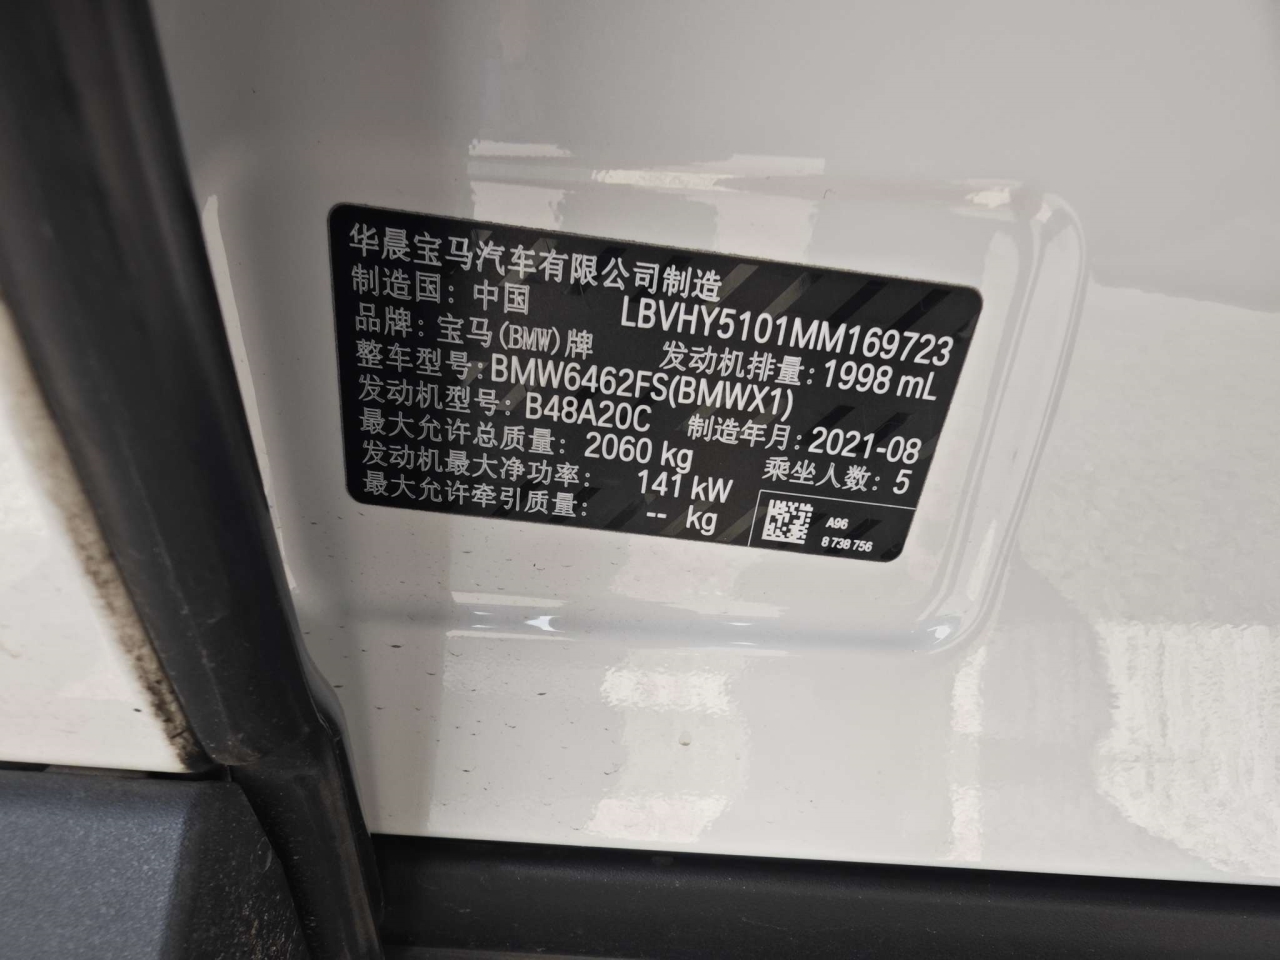 华晨宝马汽车有限公司制造
制造国：中国 LBVHY5101MM169723
品牌：宝马(BMW)牌 发动机排量：1998 mL
整车型号：BMW6462FS(BMWX1)
发动机型号：B48A20C 制造年月：2021-08
最大允许总质量：2060 kg 乘坐人数：5
发动机最大净功率：141 kW
最大允许牵引质量：-- kg
A96
8 738 756